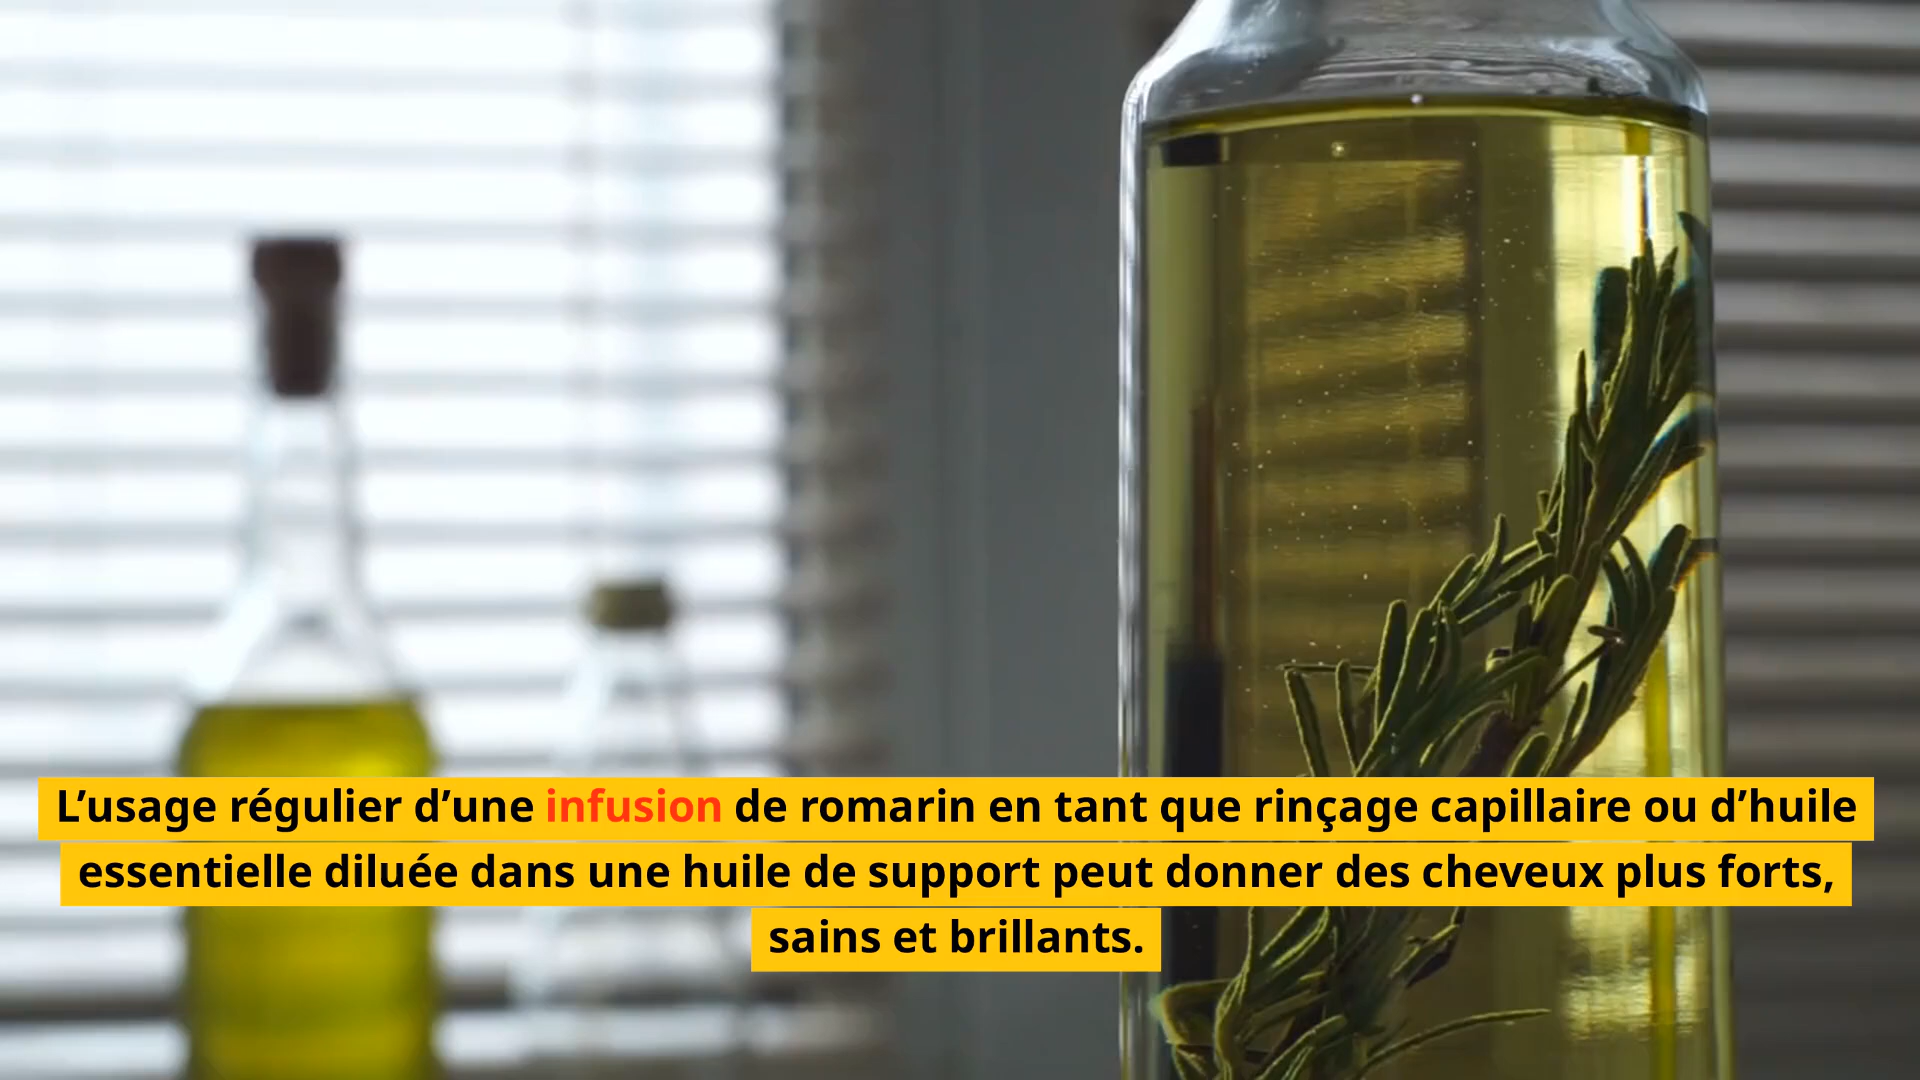 L’usage régulier d’une infusion de romarin en tant que rinçage capillaire ou d’huile
essentielle diluée dans une huile de support peut donner des cheveux plus forts,
sains et brillants.